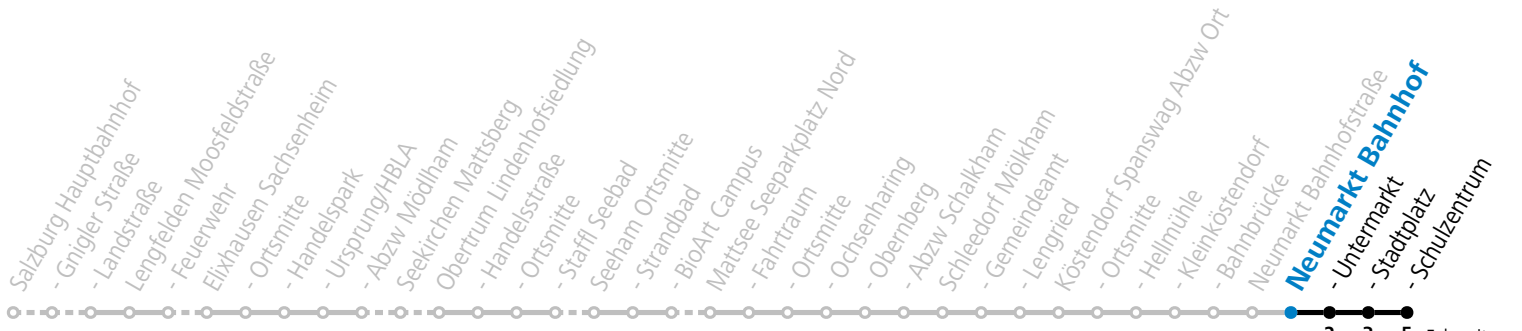 Salzburg Hauptbahnhof
- Gnigler Straße
- Landstraße
Lengfelden Moosfeldstraße
- Feuerwehr
Elixhausen Sachsenheim
- Ortsmitte
- Handelspark
- Ursprung/HBLA
- Abzw Mödlham
Seekirchen Mattsberg
Obertrum Lindenhofsiedlung
- Handelsstraße
- Ortsmitte
- Staffl Seebad
Seeham Ortsmitte
- Strandbad
- BioArt Campus
Mattsee Seeparkplatz Nord
- Fahrtraum
- Ortsmitte
- Ochsenharing
- Obernberg
- Abzw Schalkham
Schleedorf Mölkham
- Gemeindeamt
- Lengried
Köstendorf Spanswag Abzw Ort
- Ortsmitte
- Hellmühle
- Kleinköstendorf
- Bahnbrücke
Neumarkt Bahnhofstraße
Neumarkt Bahnhof
- Untermarkt
- Stadtplatz
- Schulzentrum